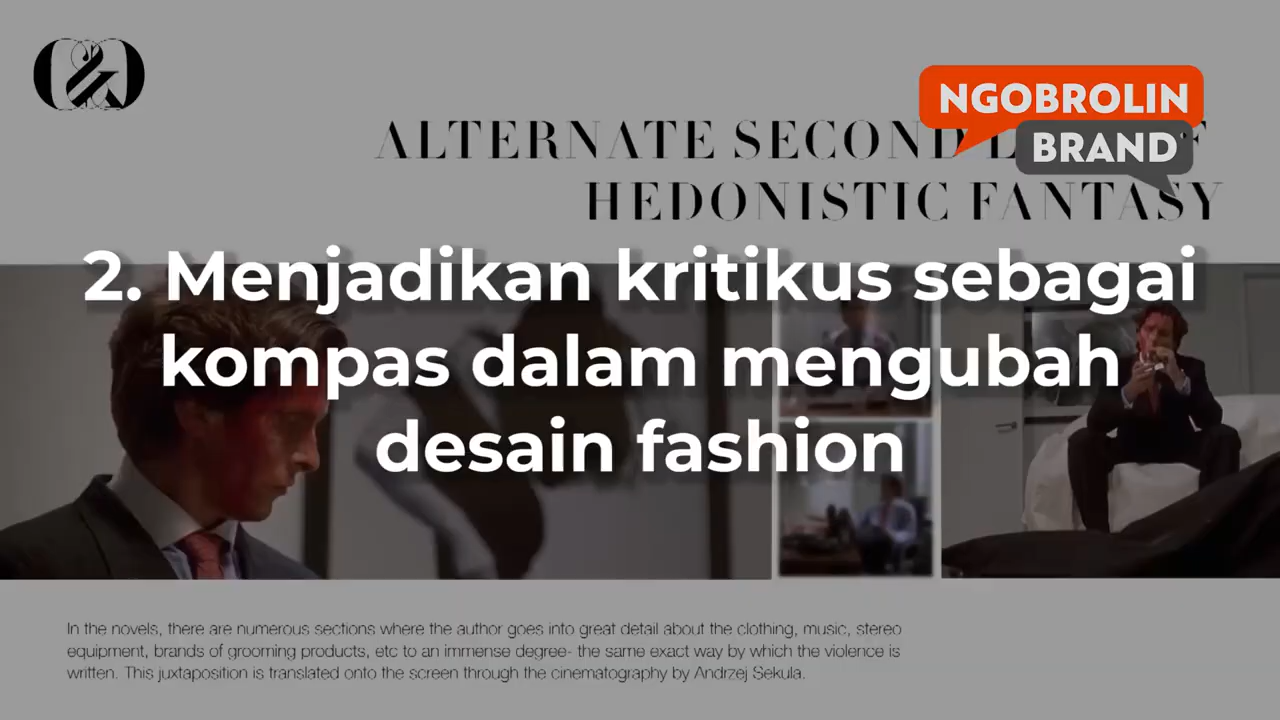 NGOBROLIN
BRAND
ALTERNATE SECOND
HEDONISTIC FANTASY
2. Menjadikan kritikus sebagai
kompas dalam mengubah
desain fashion
In the novels, there are numerous sections where the author goes into great detail about the clothing, music, stereo
equipment, brands of grooming products, etc to an immense degree- the same exact way by which the violence is
written. This juxtaposition is translated onto the screen through the cinematography by Andrzej Sekula.